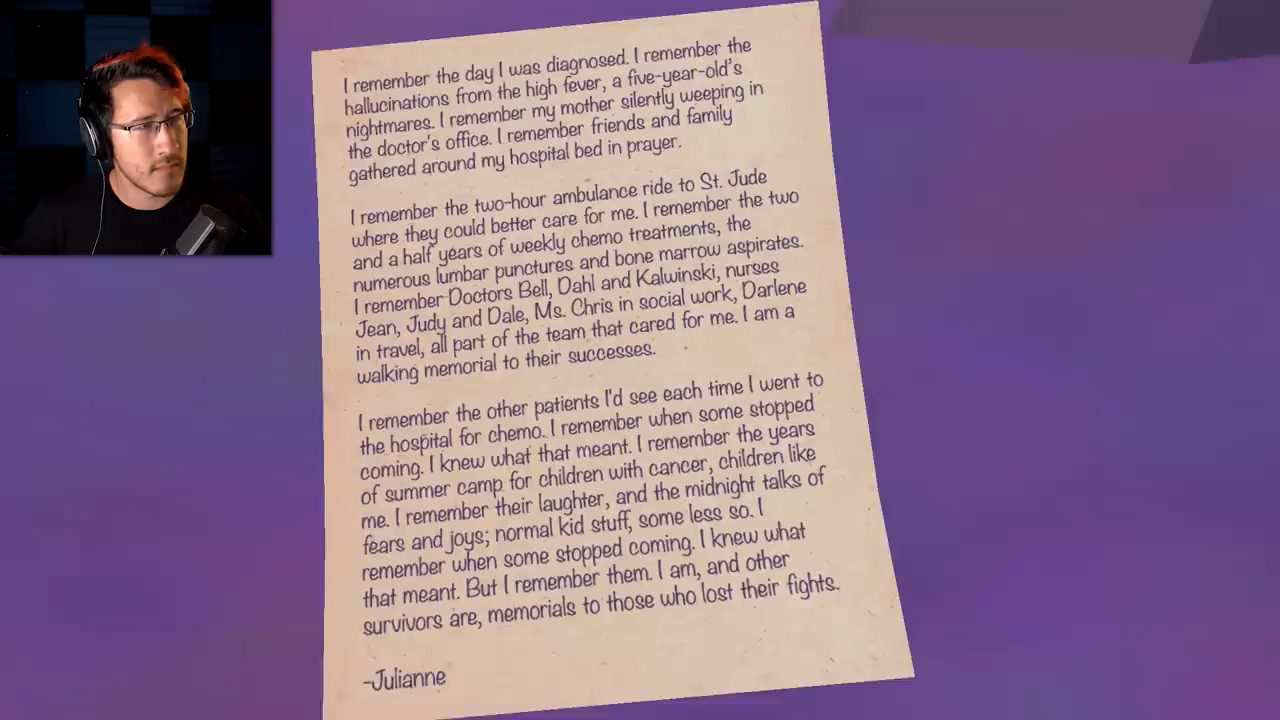 I remember the day I was diagnosed. I remember the
hallucinations from the high fever, a five-year-old's
nightmares. I remember my mother silently weeping in
the doctor's office. I remember friends and family
gathered around my hospital bed in prayer.
I remember the two-hour ambulance ride to St. Jude
where they could better care for me. I remember the two
and a half years of weekly chemo treatments, the
numerous lumbar punctures and bone marrow aspirates.
I remember Doctors Bell, Dahl and Kalwinski, nurses
Jean, Judy and Dale, Ms. Chris in social work, Darlene
in travel, all part of the team that cared for me. I am a
walking memorial to their successes.
I remember the other patients I'd see each time I went to
the hospital for chemo. I remember when some stopped
coming. I knew what that meant. I remember the years
of summer camp for children with cancer, children like
me. I remember their laughter, and the midnight talks of
fears and joys; normal kid stuff, some less so. I
remember when some stopped coming. I knew what
that meant. But I remember them. I am, and other
survivors are, memorials to those who lost their fights.
-Julianne